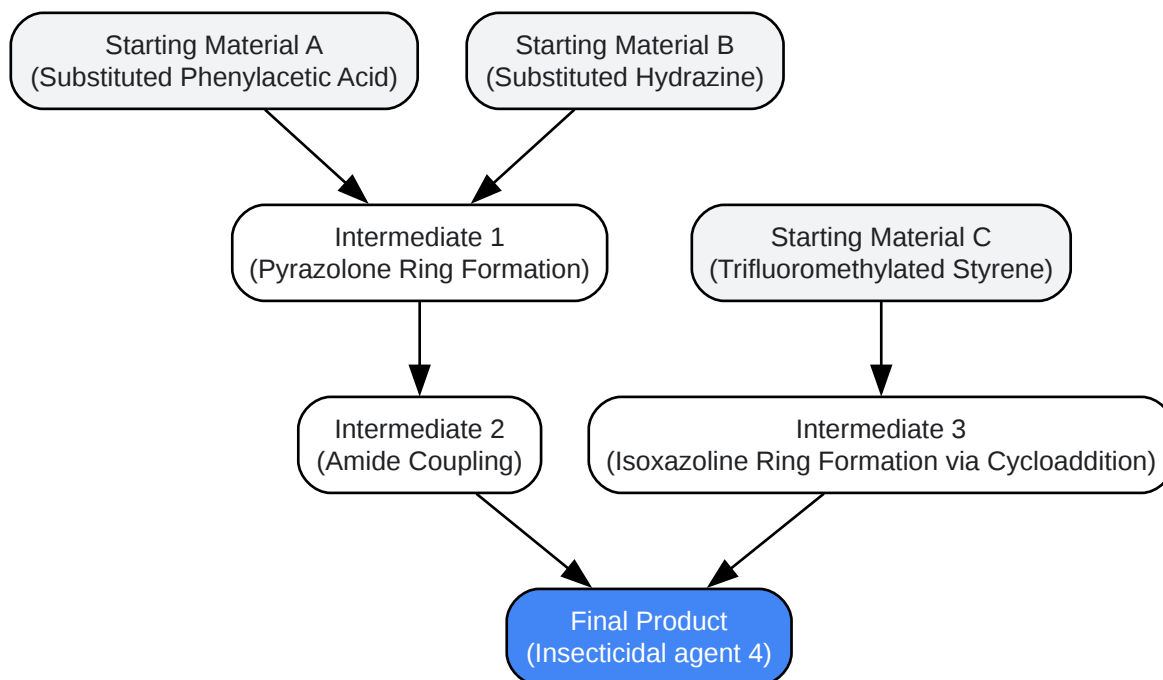 Starting Material A
(Substituted Phenylacetic Acid)
Starting Material B
(Substituted Hydrazine)
Intermediate 1
(Pyrazolone Ring Formation)
Starting Material C
(Trifluoromethylated Styrene)
Intermediate 2
(Amide Coupling)
Intermediate 3
(Isoxazoline Ring Formation via Cycloaddition)
Final Product
(Insecticidal agent 4)